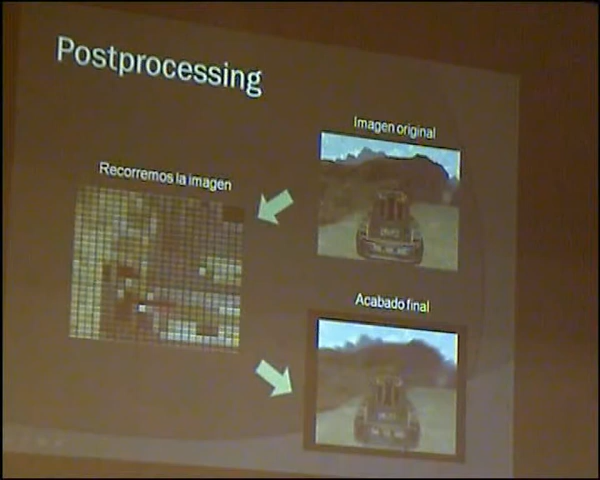 Postprocessing
Imagen original
Recorremos la imagen
Acabado final